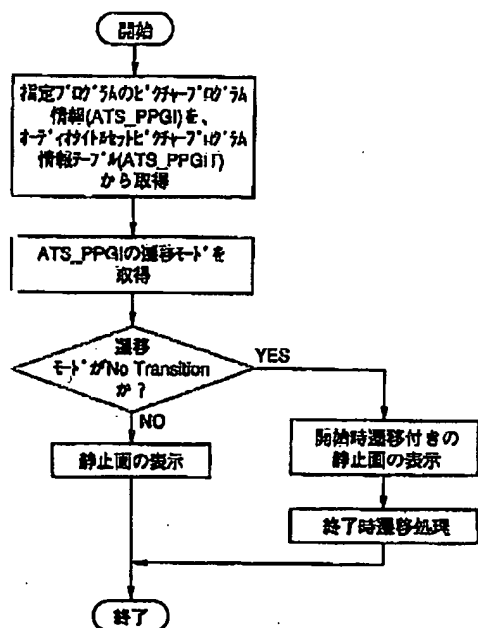 開始
指定プログラムのピクチャープログラム
情報(ATS_PPGI)を、
オーディオタイトルセットピクチャープログラム
情報テーブル(ATS_PPGIT)
から取得
ATS_PPGIの遷移モードを
取得
遷移
モードがNo Transition
か?
YES
NO
静止画の表示
開始時遷移付きの
静止画の表示
終了時遷移処理
終了